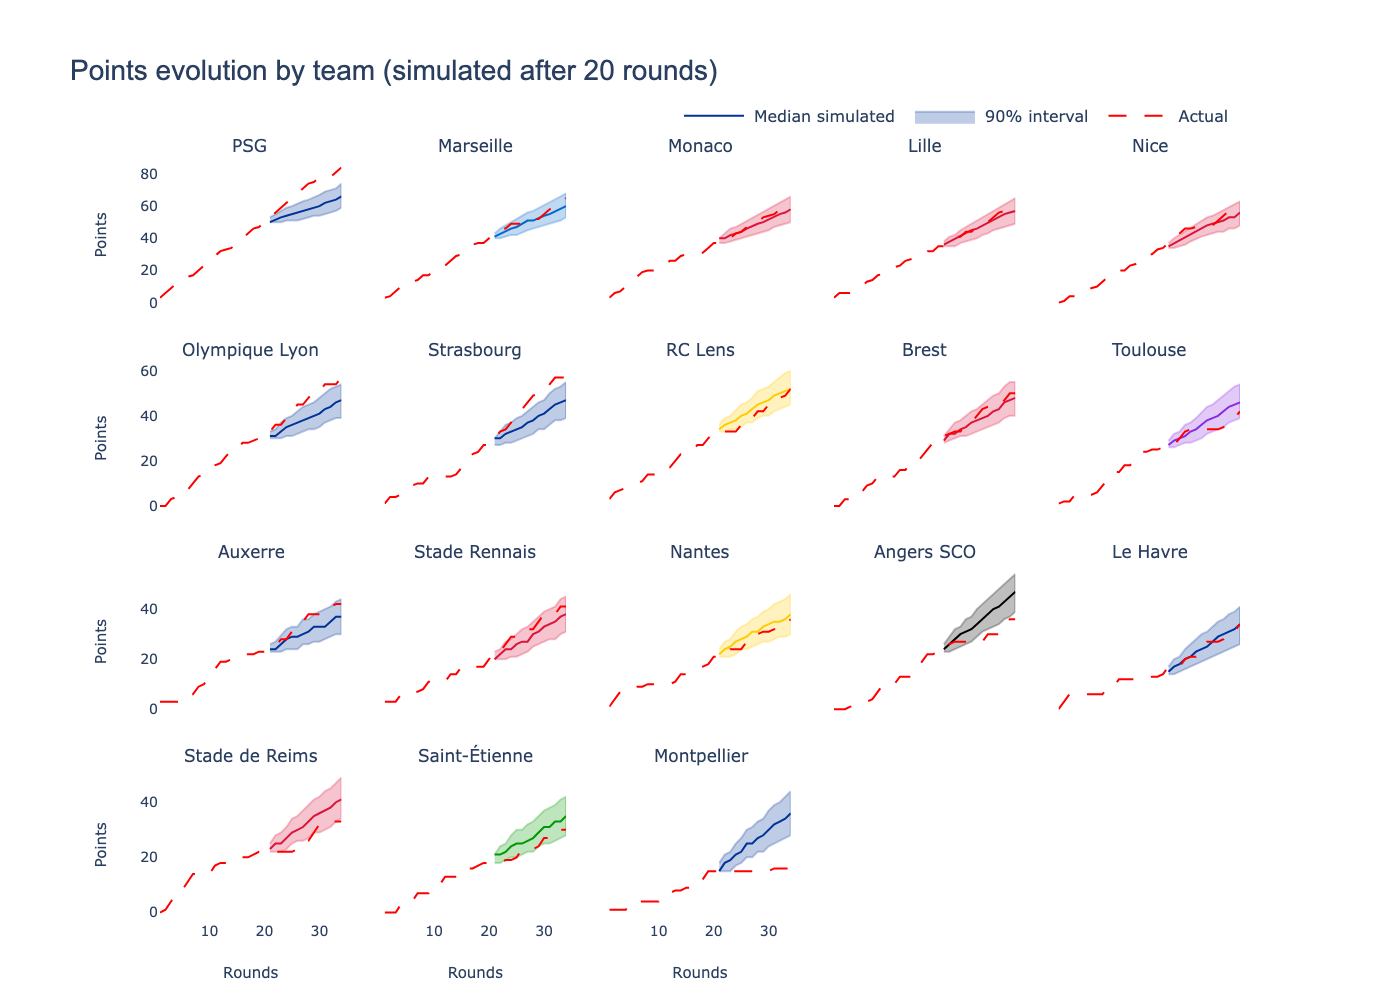 Points evolution by team (simulated after 20 rounds)
Median simulated 90% interval Actual
PSG Marseille Monaco Lille Nice
80
60
40
20
0
Points
Olympique Lyon Strasbourg RC Lens Brest Toulouse
60
40
20
0
Points
Auxerre Stade Rennais Nantes Angers SCO Le Havre
40
20
0
Points
Stade de Reims Saint-Étienne Montpellier
40
20
0
Points
10 20 30 10 20 30 10 20 30
Rounds Rounds Rounds